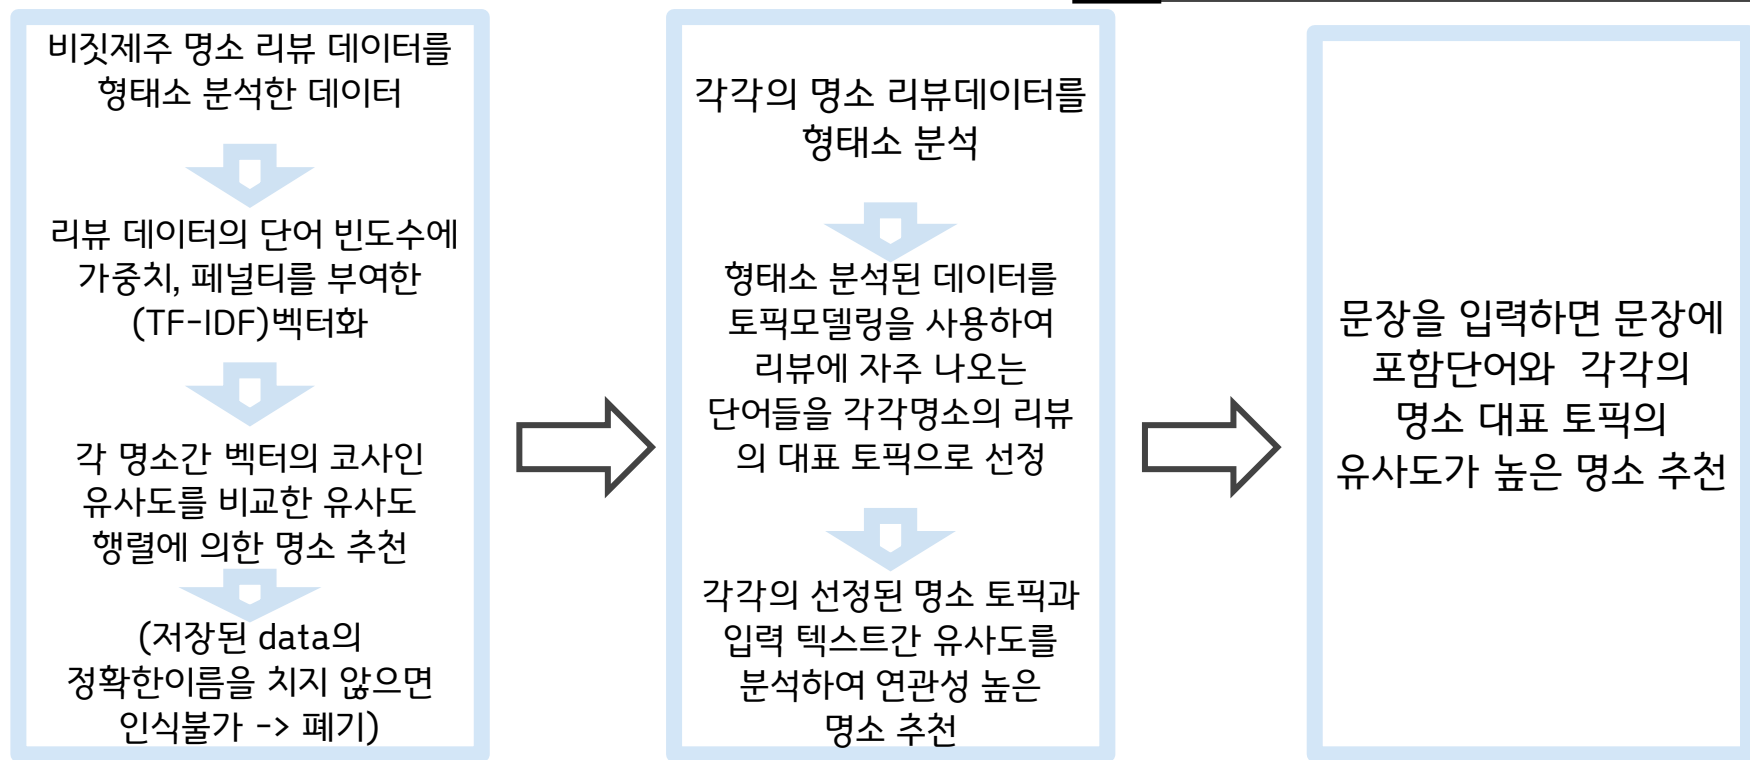 비짓제주 명소 리뷰 데이터를
형태소 분석한 데이터
리뷰 데이터의 단어 빈도수에
가중치, 페널티를 부여한
(TF-IDF)벡터화
각 명소간 벡터의 코사인
유사도를 비교한 유사도
행렬에 의한 명소 추천
(저장된 data의
정확한이름을 치지 않으면
인식불가 -> 폐기)
각각의 명소 리뷰데이터를
형태소 분석
형태소 분석된 데이터를
토픽모델링을 사용하여
리뷰에 자주 나오는
단어들을 각각명소의 리뷰
의 대표 토픽으로 선정
각각의 선정된 명소 토픽과
입력 텍스트간 유사도를
분석하여 연관성 높은
명소 추천
문장을 입력하면 문장에
포함단어와 각각의
명소 대표 토픽의
유사도가 높은 명소 추천